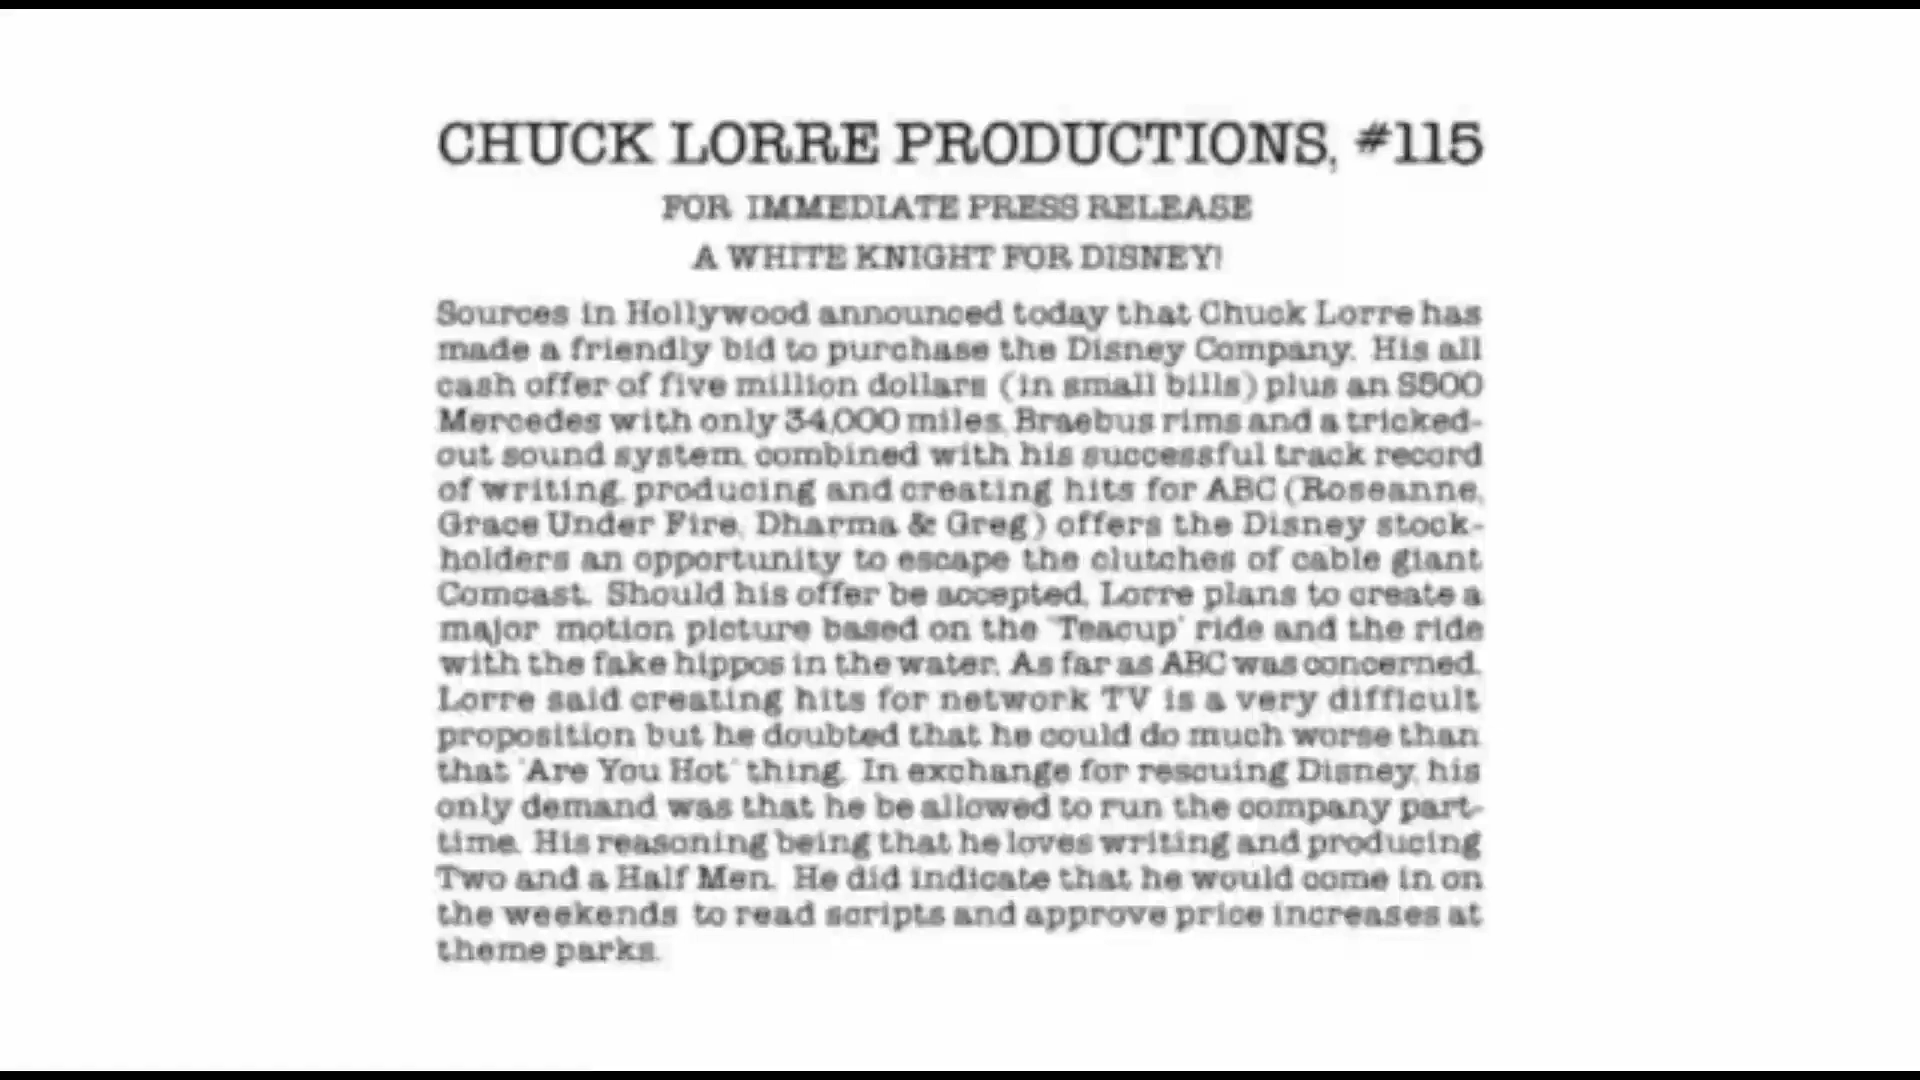 CHUCK LORRE PRODUCTIONS, #115
FOR IMMEDIATE PRESS RELEASE
A WHITE KNIGHT FOR DISNEY!
Sources in Hollywood announced today that Chuck Lorre has
made a friendly bid to purchase the Disney Company. His all
cash offer of five million dollars (in small bills) plus an S500
Mercedes with only 34,000 miles, Braebus rims and a tricked-
out sound system, combined with his successful track record
of writing, producing and creating hits for ABC (Roseanne,
Grace Under Fire, Dharma & Greg) offers the Disney stock-
holders an opportunity to escape the clutches of cable giant
Comcast. Should his offer be accepted, Lorre plans to create a
major motion picture based on the 'Teacup' ride and the ride
with the fake hippos in the water. As far as ABC was concerned,
Lorre said creating hits for network TV is a very difficult
proposition but he doubted that he could do much worse than
that 'Are You Hot' thing. In exchange for rescuing Disney, his
only demand was that he be allowed to run the company part-
time. His reasoning being that he loves writing and producing
Two and a Half Men. He did indicate that he would come in on
the weekends to read scripts and approve price increases at
theme parks.